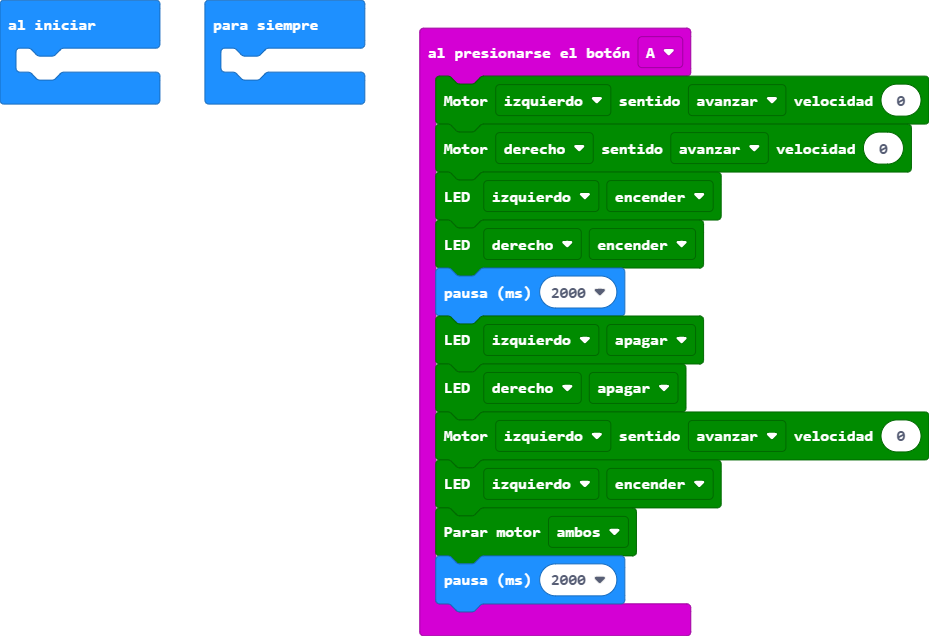 al iniciar
para siempre
al presionarse el botón A
Motor izquierdo sentido avanzar velocidad 0
Motor derecho sentido avanzar velocidad 0
LED izquierdo encender
LED derecho encender
pausa (ms) 2000
LED izquierdo apagar
LED derecho apagar
Motor izquierdo sentido avanzar velocidad 0
LED izquierdo encender
Parar motor ambos
pausa (ms) 2000